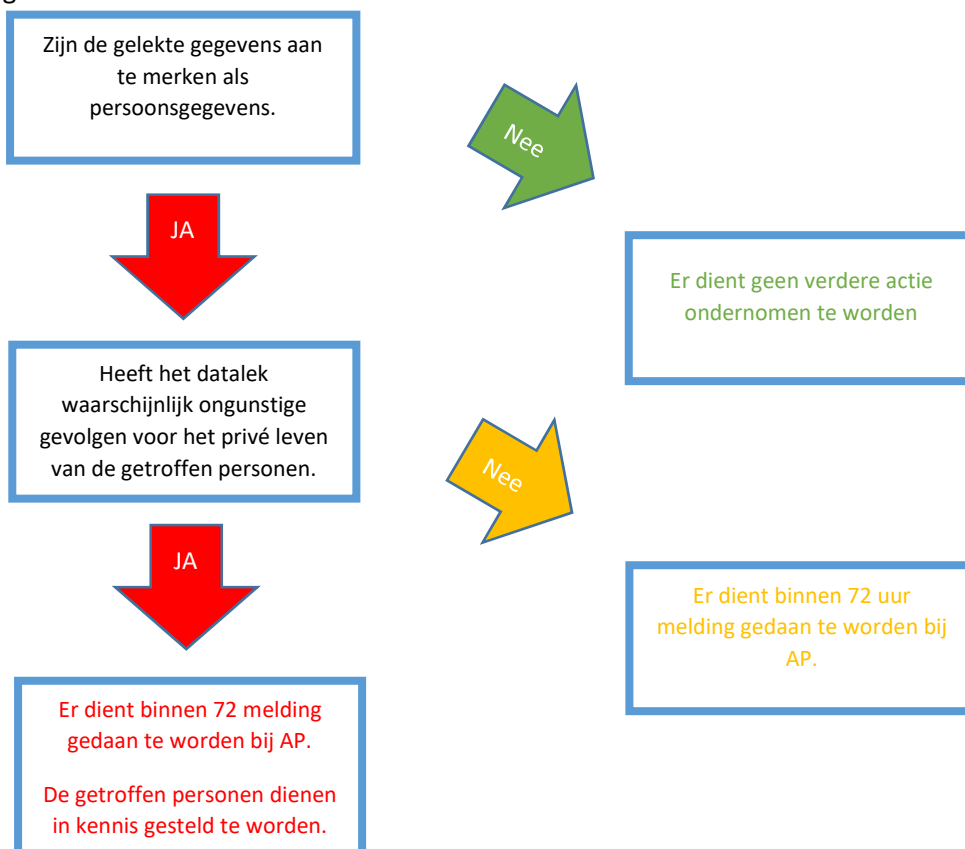 Zijn de gelekte gegevens aan
te merken als
persoonsgegevens.
Nee
JA
Er dient geen verdere actie
ondernomen te worden
Heeft het datalek
waarschijnlijk ongunstige
gevolgen voor het privé leven
van de getroffen personen.
Nee
JA
Er dient binnen 72 uur
melding gedaan te worden bij
AP.
Er dient binnen 72 melding
gedaan te worden bij AP.
De getroffen personen dienen
in kennis gesteld te worden.